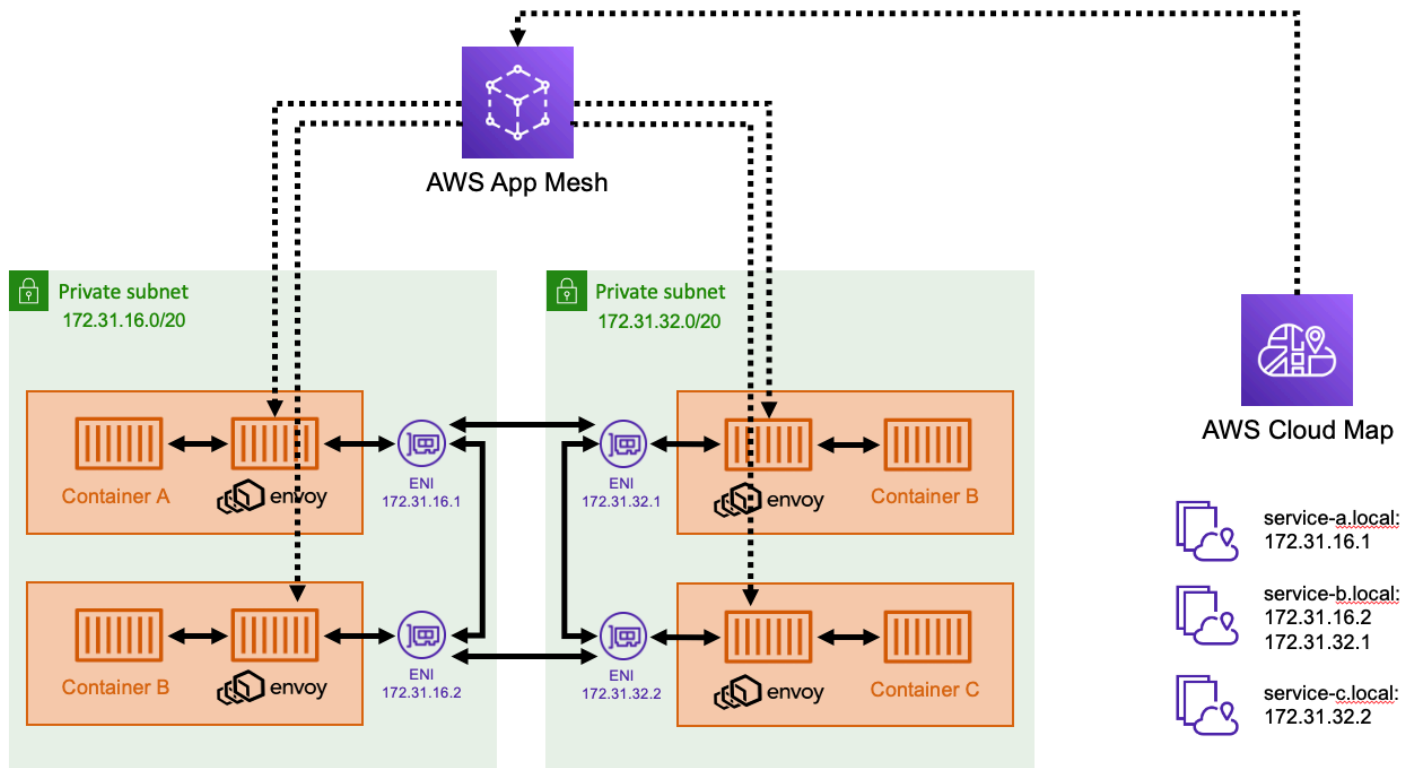 AWS App Mesh
Private subnet
172.31.16.0/20
Private subnet
172.31.32.0/20
Container A
envoy
ENI
172.31.16.1
ENI
172.31.32.1
envoy
Container B
Container B
envoy
ENI
172.31.16.2
ENI
172.31.32.2
envoy
Container C
AWS Cloud Map
service-a.local:
172.31.16.1
service-b.local:
172.31.16.2
172.31.32.1
service-c.local:
172.31.32.2